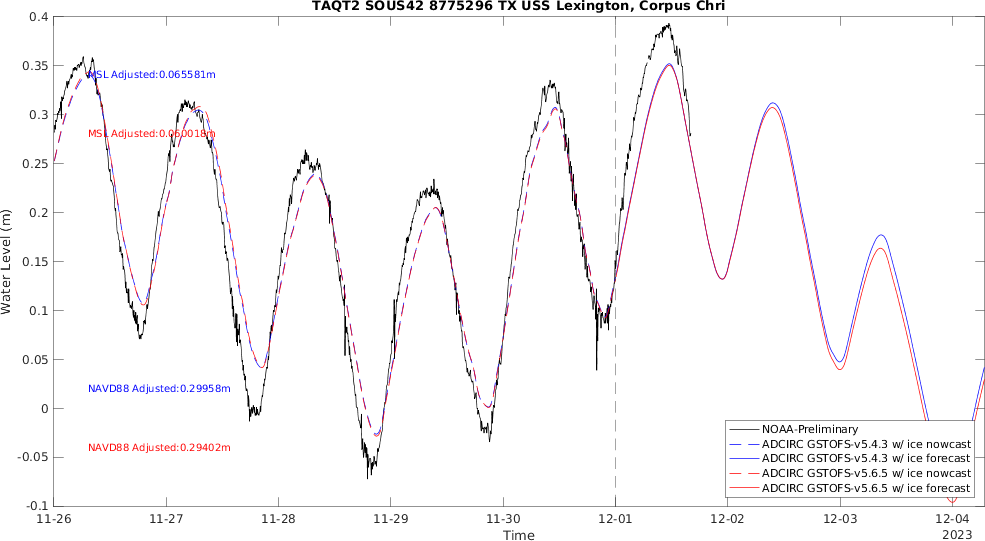 TAQT2 SOUS42 8775296 TX USS Lexington, Corpus Chri
0.4
0.35
0.3
0.25
0.2
0.15
0.1
0.05
0
-0.05
-0.1
Water Level (m)
MSL Adjusted:0.065581m
MSL Adjusted:0.060018m
NAVD88 Adjusted:0.29958m
NAVD88 Adjusted:0.29402m
NOAA-Preliminary
ADCIRC GSTOFS-v5.4.3 w/ ice nowcast
ADCIRC GSTOFS-v5.4.3 w/ ice forecast
ADCIRC GSTOFS-v5.6.5 w/ ice nowcast
ADCIRC GSTOFS-v5.6.5 w/ ice forecast
11-26 11-27 11-28 11-29 11-30 12-01 12-02 12-03 12-04
Time
2023